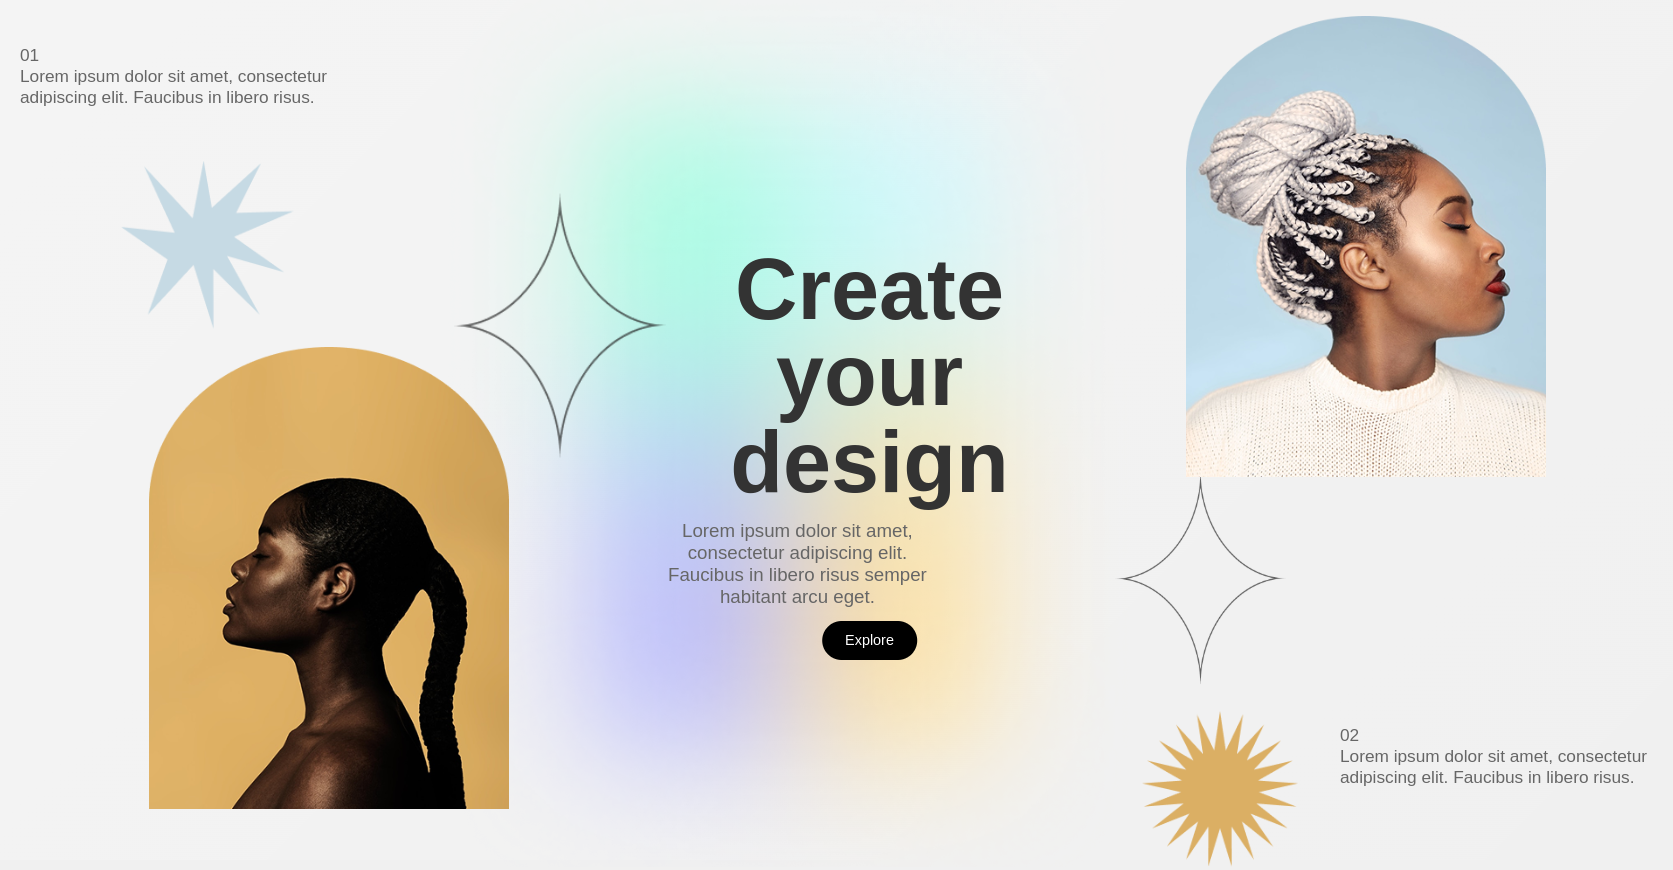 01
Lorem ipsum dolor sit amet, consectetur
adipiscing elit. Faucibus in libero risus.
Create
your
design
Lorem ipsum dolor sit amet,
consectetur adipiscing elit.
Faucibus in libero risus semper
habitant arcu eget.
Explore
02
Lorem ipsum dolor sit amet, consectetur
adipiscing elit. Faucibus in libero risus.